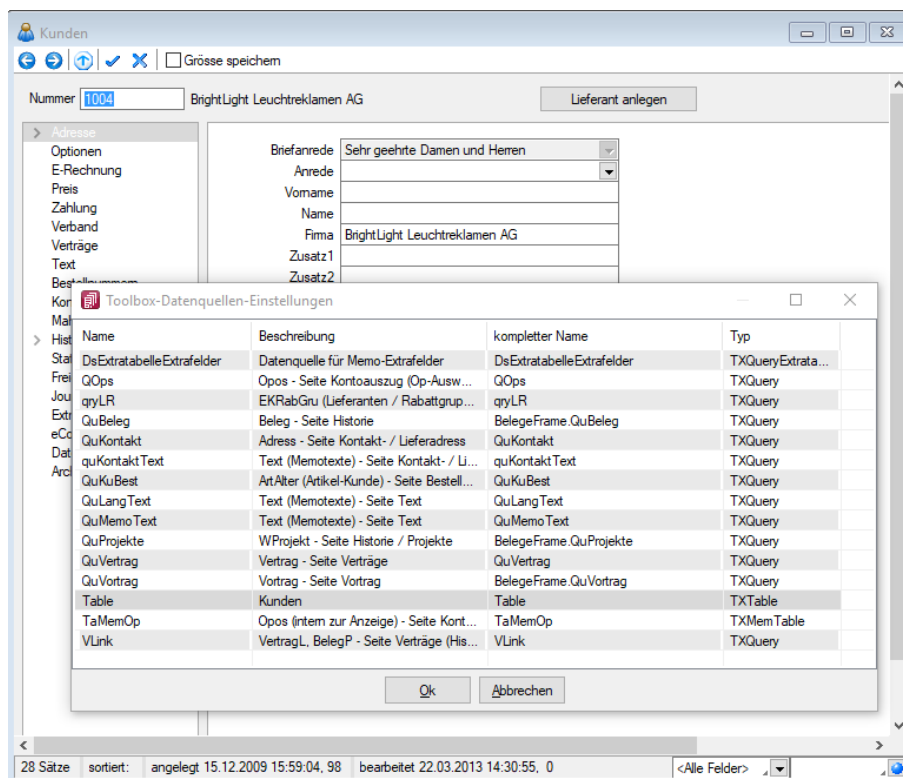 Kunden
Grösse speichern
Nummer 1004 BrightLight Leuchtreklamen AG Lieferant anlegen
Adresse
Optionen
E-Rechnung
Preis
Zahlung
Verband
Verträge
Text
Briefanrede Sehr geehrte Damen und Herren
Anrede
Vorname
Name
Firma BrightLight Leuchtreklamen AG
Zusatz1
Zusatz2
Toolbox-Datenquellen-Einstellungen
Name Beschreibung kompletter Name Typ
DsExtratabelleExtrafelder Datenquelle für Memo-Extrafelder DsExtratabelleExtrafelder TXQueryExtrata...
QOps Opos - Seite Kontoauszug (Op-Ausw... QOps TXQuery
qryLR EKRabGru (Lieferanten / Rabattgrup... qryLR TXQuery
QuBeleg Beleg - Seite Historie BelegeFrame.QuBeleg TXQuery
QuKontakt Adress - Seite Kontakt- / Lieferadress QuKontakt TXQuery
quKontaktText Text (Memotexte) - Seite Kontakt- / Li... quKontaktText TXQuery
QuKuBest ArtAlter (Artikel-Kunde) - Seite Bestell... QuKuBest TXQuery
QuLangText Text (Memotexte) - Seite Text QuLangText TXQuery
QuMemoText Text (Memotexte) - Seite Text QuMemoText TXQuery
QuProjekte WProjekt - Seite Historie / Projekte BelegeFrame.QuProjekte TXQuery
QuVertrag Vertrag - Seite Verträge QuVertrag TXQuery
QuVortrag Vortrag - Seite Vortrag BelegeFrame.QuVortrag TXQuery
Table Kunden Table TXTable
TaMemOp Opos (intern zur Anzeige) - Seite Kont... TaMemOp TXMemTable
VLink VertragL, BelegP - Seite Verträge (His... VLink TXQuery
Ok Abbrechen
28 Sätze sortiert: angelegt 15.12.2009 15:59:04, 98 bearbeitet 22.03.2013 14:30:55, 0 <Alle Felder>